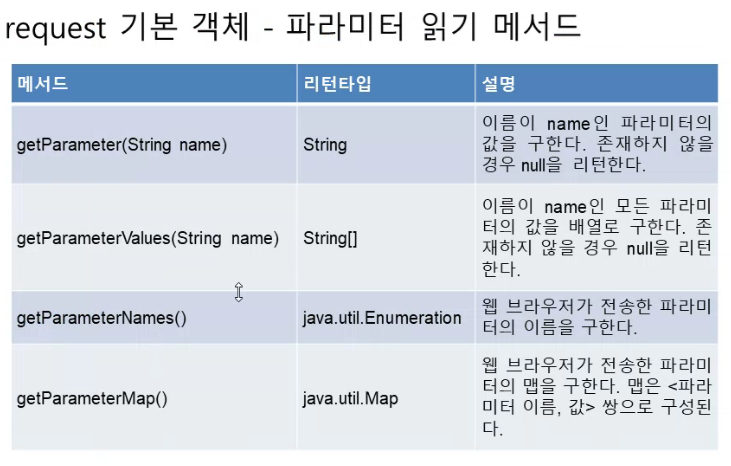 request 기본 객체 - 파라미터 읽기 메서드
메서드 리턴타입 설명
getParameter(String name) String 이름이 name인 파라미터의
값을 구한다. 존재하지 않을
경우 null을 리턴한다.
getParameterValues(String name) String[] 이름이 name인 모든 파라미
터의 값을 배열로 구한다. 존
재하지 않을 경우 null을 리턴
한다.
getParameterNames() java.util.Enumeration 웹 브라우저가 전송한 파라미
터의 이름을 구한다.
getParameterMap() java.util.Map 웹 브라우저가 전송한 파라미
터의 맵을 구한다. 맵은 <파라
미터 이름, 값> 쌍으로 구성된
다.